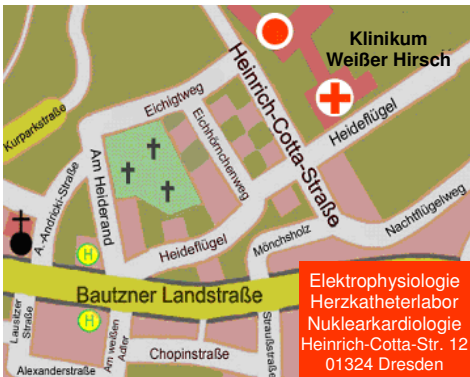 Klinikum
Weißer Hirsch
Heinrich-Cotta-Straße
Eichigtweg
Kurparkstraße
Eichhörnchenweg
Heideflügel
Am Heiderand
A.-Andricki-Straße
Heideflügel
Mönchsholz
Nachtflügelweg
H
Bautzner Landstraße
H
Lausitzer
Straße
Am weißen
Adler
Straußstraße
Chopinstraße
Alexanderstraße
Elektrophysiologie
Herzkatheterlabor
Nuklearkardiologie
Heinrich-Cotta-Str. 12
01324 Dresden